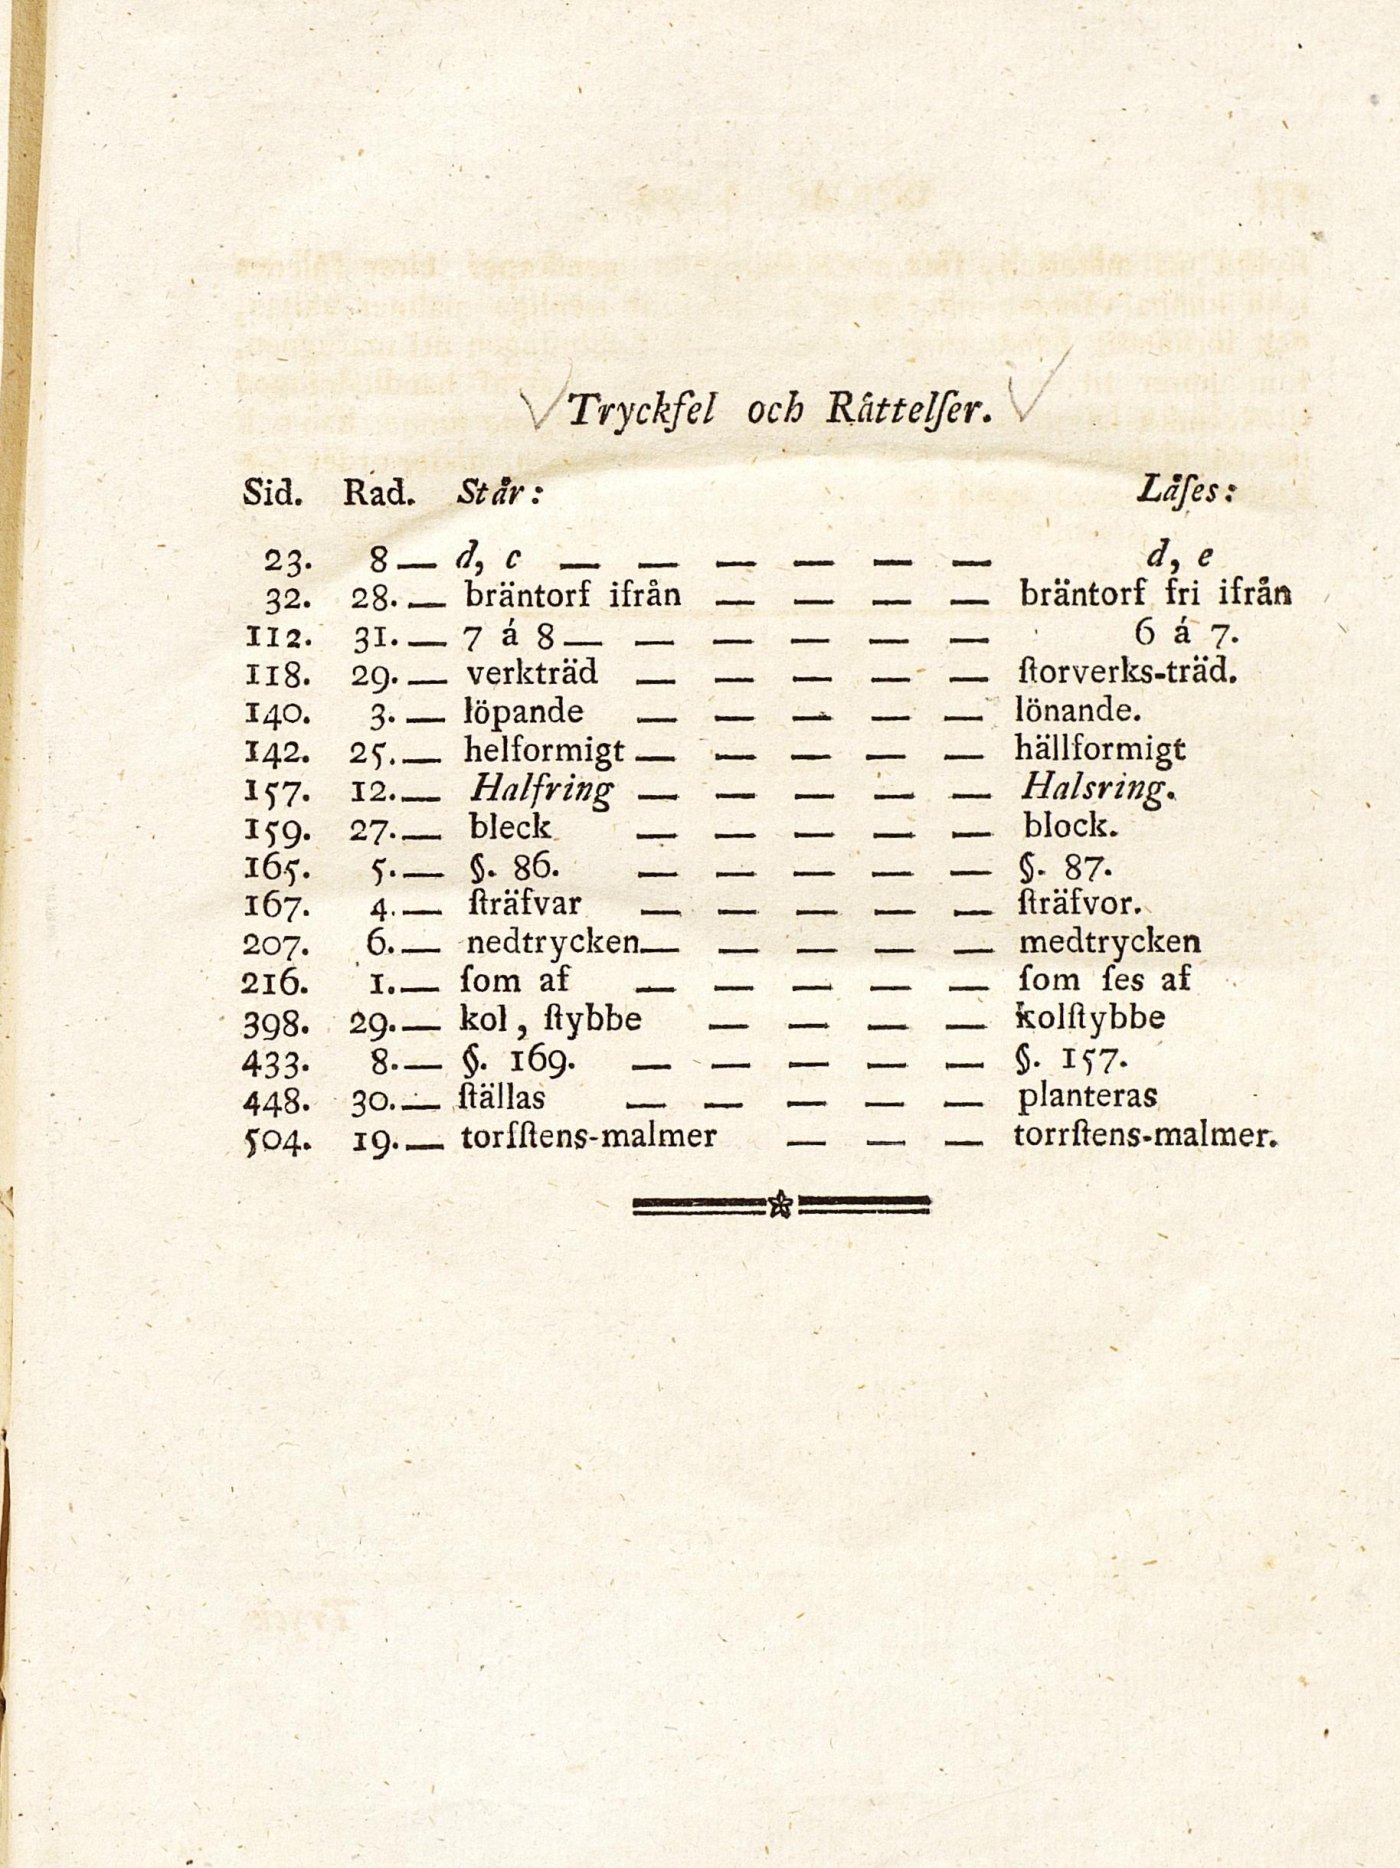 Tryckfel och Råttelſer.
Sid. Rad. Står: Låſes:
23. 8 — d, c — — — — — — d, e
32. 28. — bräntorf ifrån — — — — bräntorf fri ifrån
112. 31. — 7 á 8 — — — — — — 6 á 7.
118. 29. — verkträd — — — — — ſtorverks-träd.
140. 3. — löpande — — — — — lönande.
142. 25. — helformigt — — — — — hällformigt
157. 12. — Halfring — — — — — Halsring.
159. 27. — bleck — — — — — block.
165. 5. — §. 86. — — — — — §. 87.
167. 4. — ſträfvar — — — — — ſträfvor.
207. 6. — nedtrycken — — — — — medtrycken
216. 1. — ſom af — — — — — ſom ſes af
398. 29. — kol, ſtybbe — — — — kolſtybbe
433. 8. — §. 169. — — — — — §. 157.
448. 30. — ſtällas — — — — — planteras
504. 19. — torſſtens-malmer — — — torrſtens-malmer.